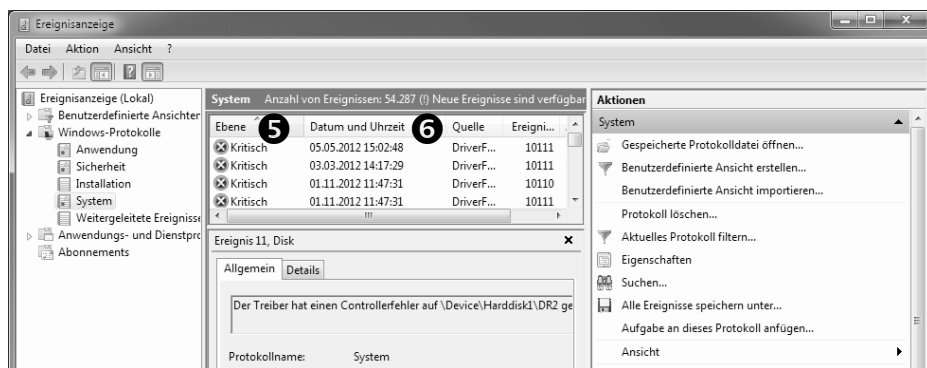 Ereignisanzeige
Datei Aktion Ansicht ?
Ereignisanzeige (Lokal)
Benutzerdefinierte Ansichter
Windows-Protokolle
Anwendung
Sicherheit
Installation
System
Weitergeleitete Ereignisse
Anwendungs- und Dienstpro
Abonnements
System Anzahl von Ereignissen: 54.287 (!) Neue Ereignisse sind verfügbar
Ebene 5 Datum und Uhrzeit 6 Quelle Ereigni...
Kritisch 05.05.2012 15:02:48 DriverF... 10111
Kritisch 03.03.2012 14:17:29 DriverF... 10111
Kritisch 01.11.2012 11:47:31 DriverF... 10110
Kritisch 01.11.2012 11:47:31 DriverF... 10111
Ereignis 11, Disk
Allgemein Details
Der Treiber hat einen Controllerfehler auf \Device\Harddisk1\DR2 ge
Protokollname: System
Aktionen
System
Gespeicherte Protokolldatei öffnen...
Benutzerdefinierte Ansicht erstellen...
Benutzerdefinierte Ansicht importieren...
Protokoll löschen...
Aktuelles Protokoll filtern...
Eigenschaften
Suchen...
Alle Ereignisse speichern unter...
Aufgabe an dieses Protokoll anfügen...
Ansicht